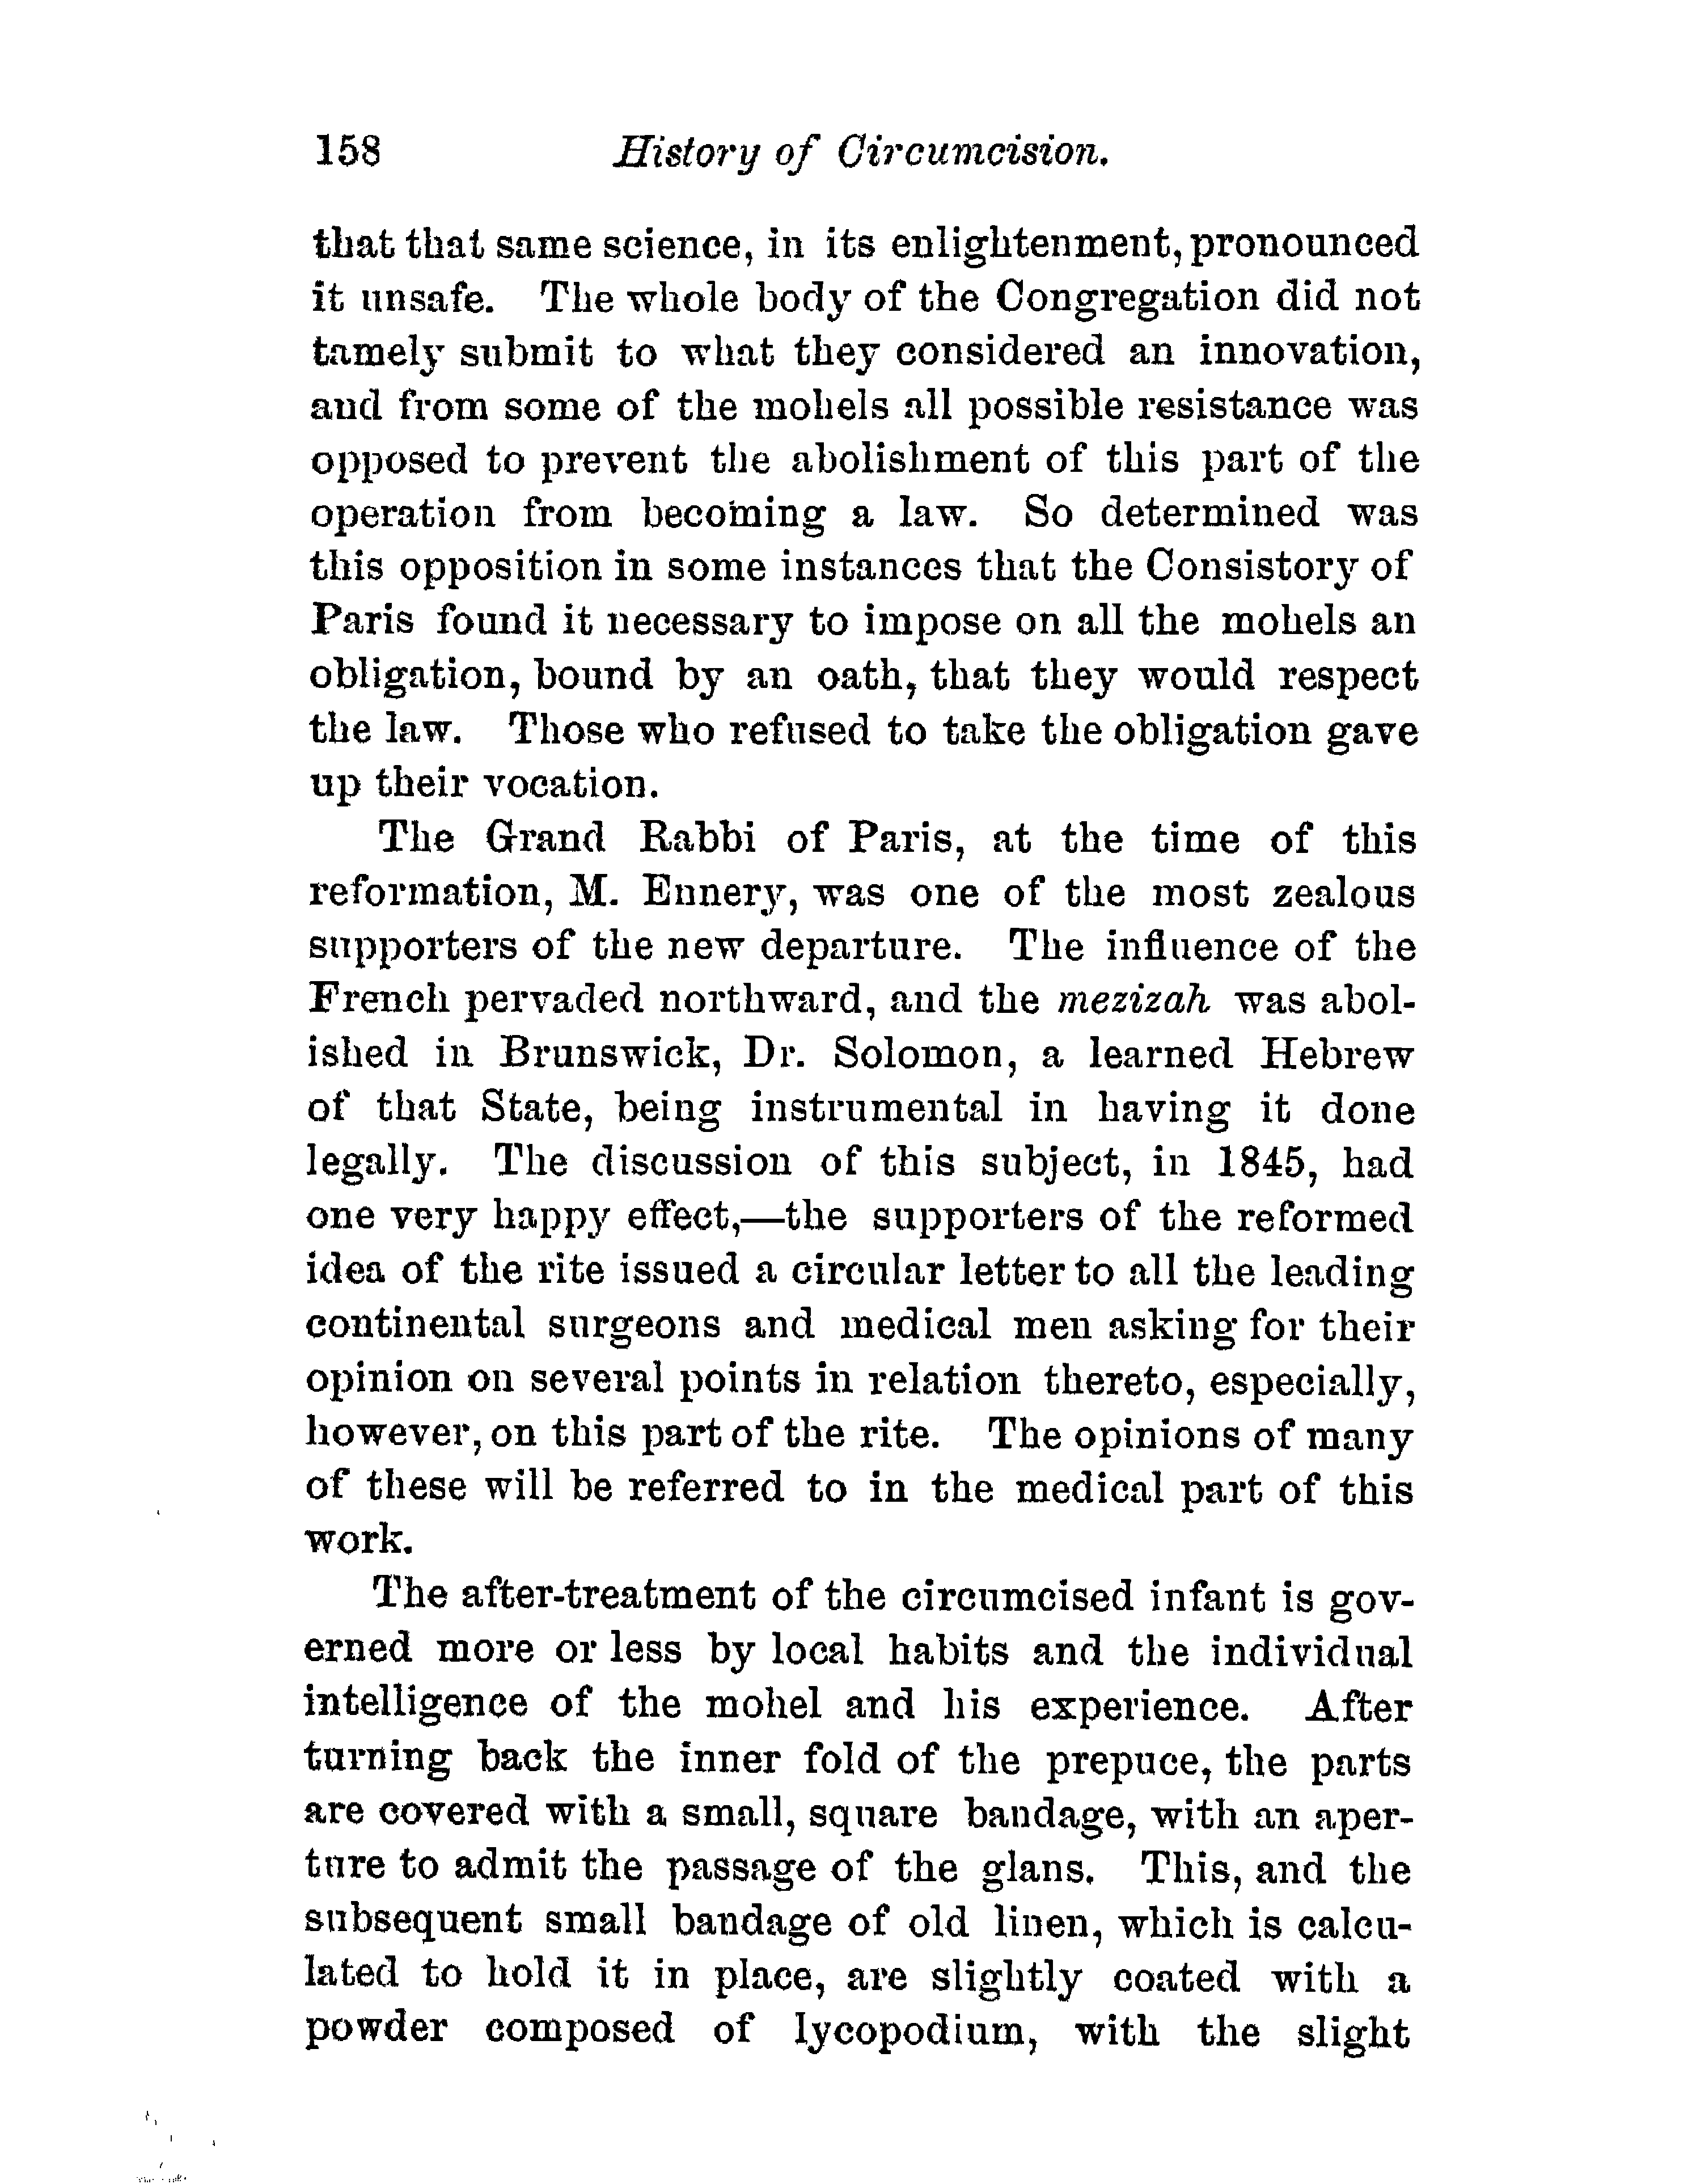 158 History of Circumcision.
that that same science, in its enlightenment, pronounced
it unsafe. The whole body of the Congregation did not
tamely submit to what they considered an innovation,
and from some of the mohels all possible resistance was
opposed to prevent the abolishment of this part of the
operation from becoming a law. So determined was
this opposition in some instances that the Consistory of
Paris found it necessary to impose on all the mohels an
obligation, bound by an oath, that they would respect
the law. Those who refused to take the obligation gave
up their vocation.
The Grand Rabbi of Paris, at the time of this
reformation, M. Ennery, was one of the most zealous
supporters of the new departure. The influence of the
French pervaded northward, and the mezizah was abol-
ished in Brunswick, Dr. Solomon, a learned Hebrew
of that State, being instrumental in having it done
legally. The discussion of this subject, in 1845, had
one very happy effect,—the supporters of the reformed
idea of the rite issued a circular letter to all the leading
continental surgeons and medical men asking for their
opinion on several points in relation thereto, especially,
however, on this part of the rite. The opinions of many
of these will be referred to in the medical part of this
work.
The after-treatment of the circumcised infant is gov-
erned more or less by local habits and the individual
intelligence of the mohel and his experience. After
turning back the inner fold of the prepuce, the parts
are covered with a small, square bandage, with an aper-
ture to admit the passage of the glans. This, and the
subsequent small bandage of old linen, which is calcu-
lated to hold it in place, are slightly coated with a
powder composed of lycopodium, with the slight